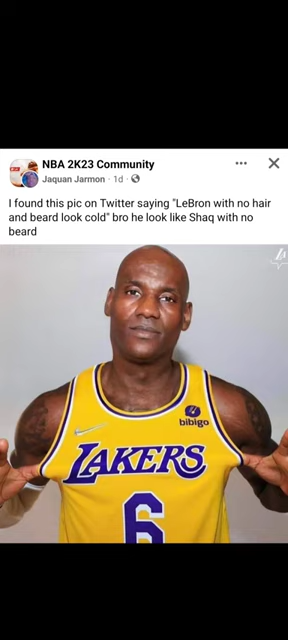 NBA 2K23 Community
Jaquan Jarmon · 1d ·
I found this pic on Twitter saying "LeBron with no hair
and beard look cold" bro he look like Shaq with no
beard
bibigo
LAKERS
6